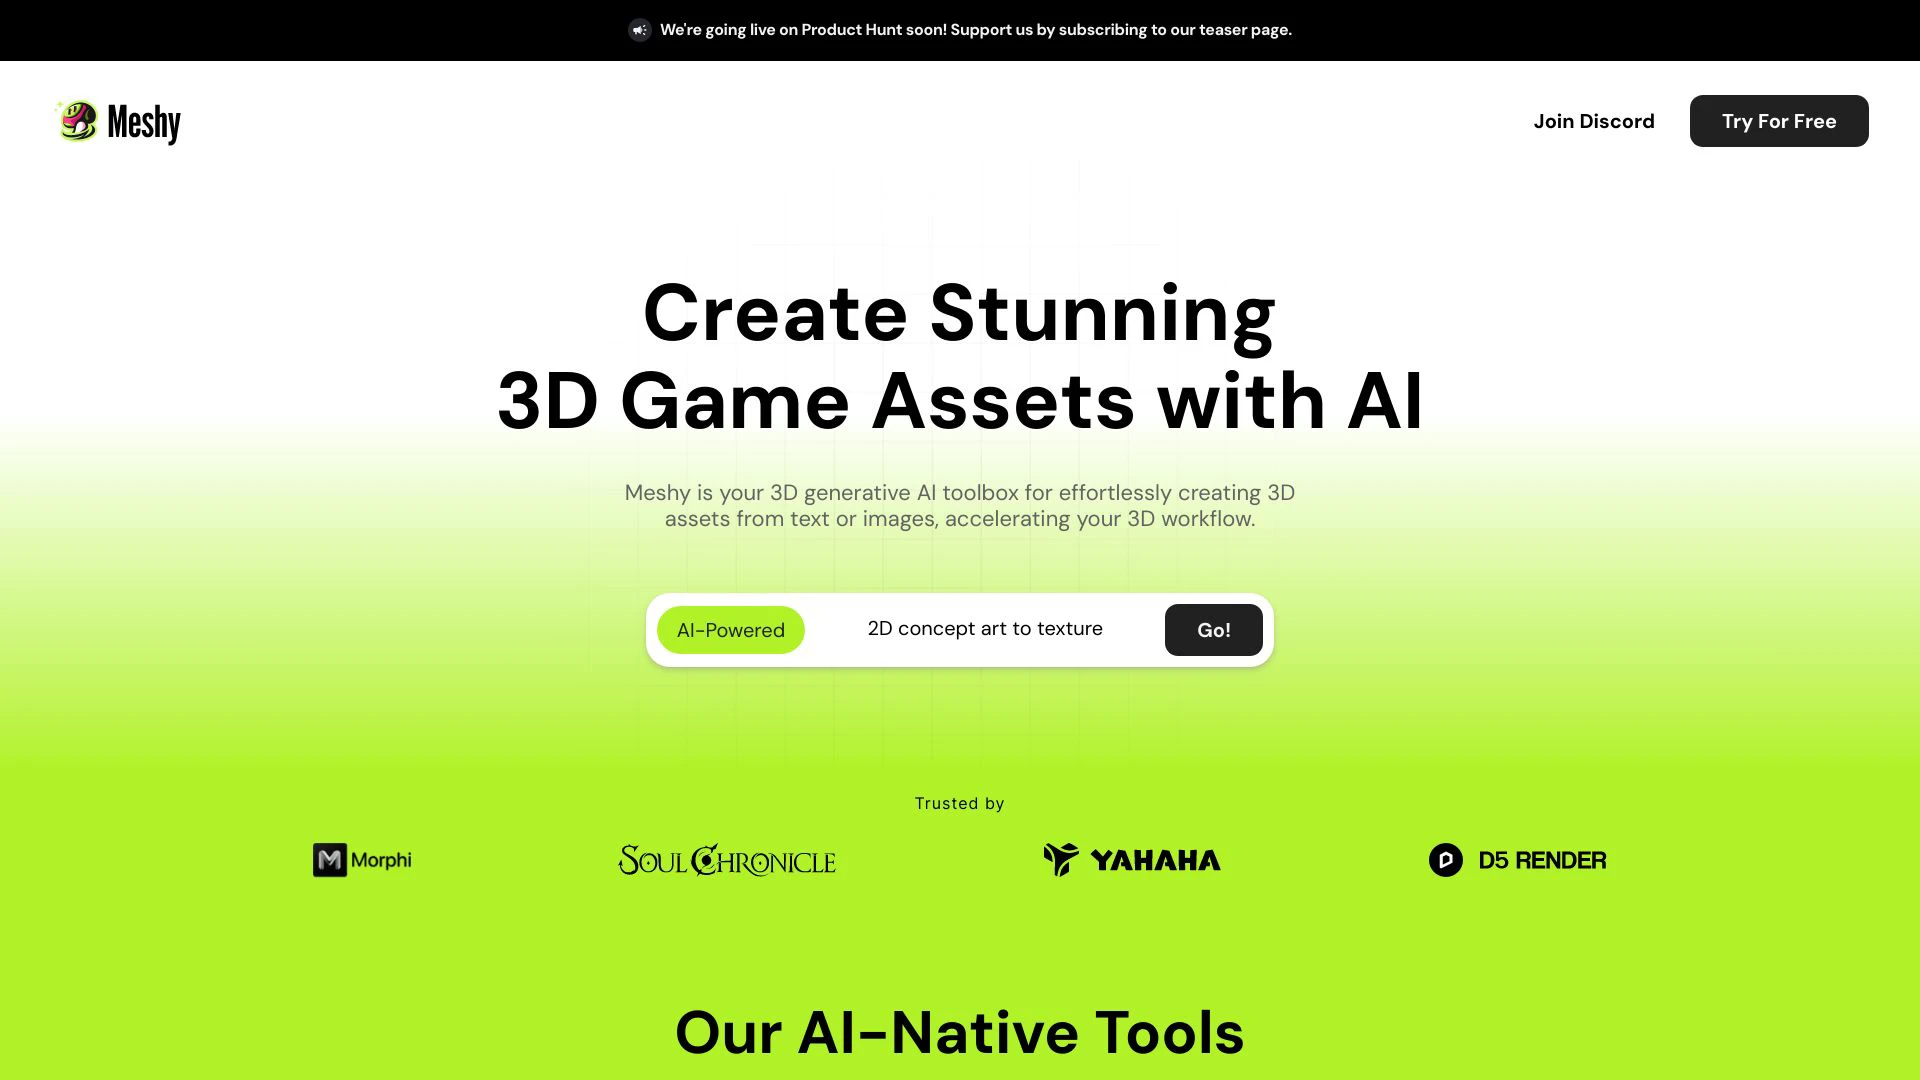 We're going live on Product Hunt soon! Support us by subscribing to our teaser page.
Meshy
Join Discord
Try For Free
Create Stunning
3D Game Assets with AI
Meshy is your 3D generative AI toolbox for effortlessly creating 3D
assets from text or images, accelerating your 3D workflow.
AI-Powered
2D concept art to texture
Go!
Trusted by
Morphi
SOUL CHRONICLE
YAHAHA
D5 RENDER
Our AI-Native Tools